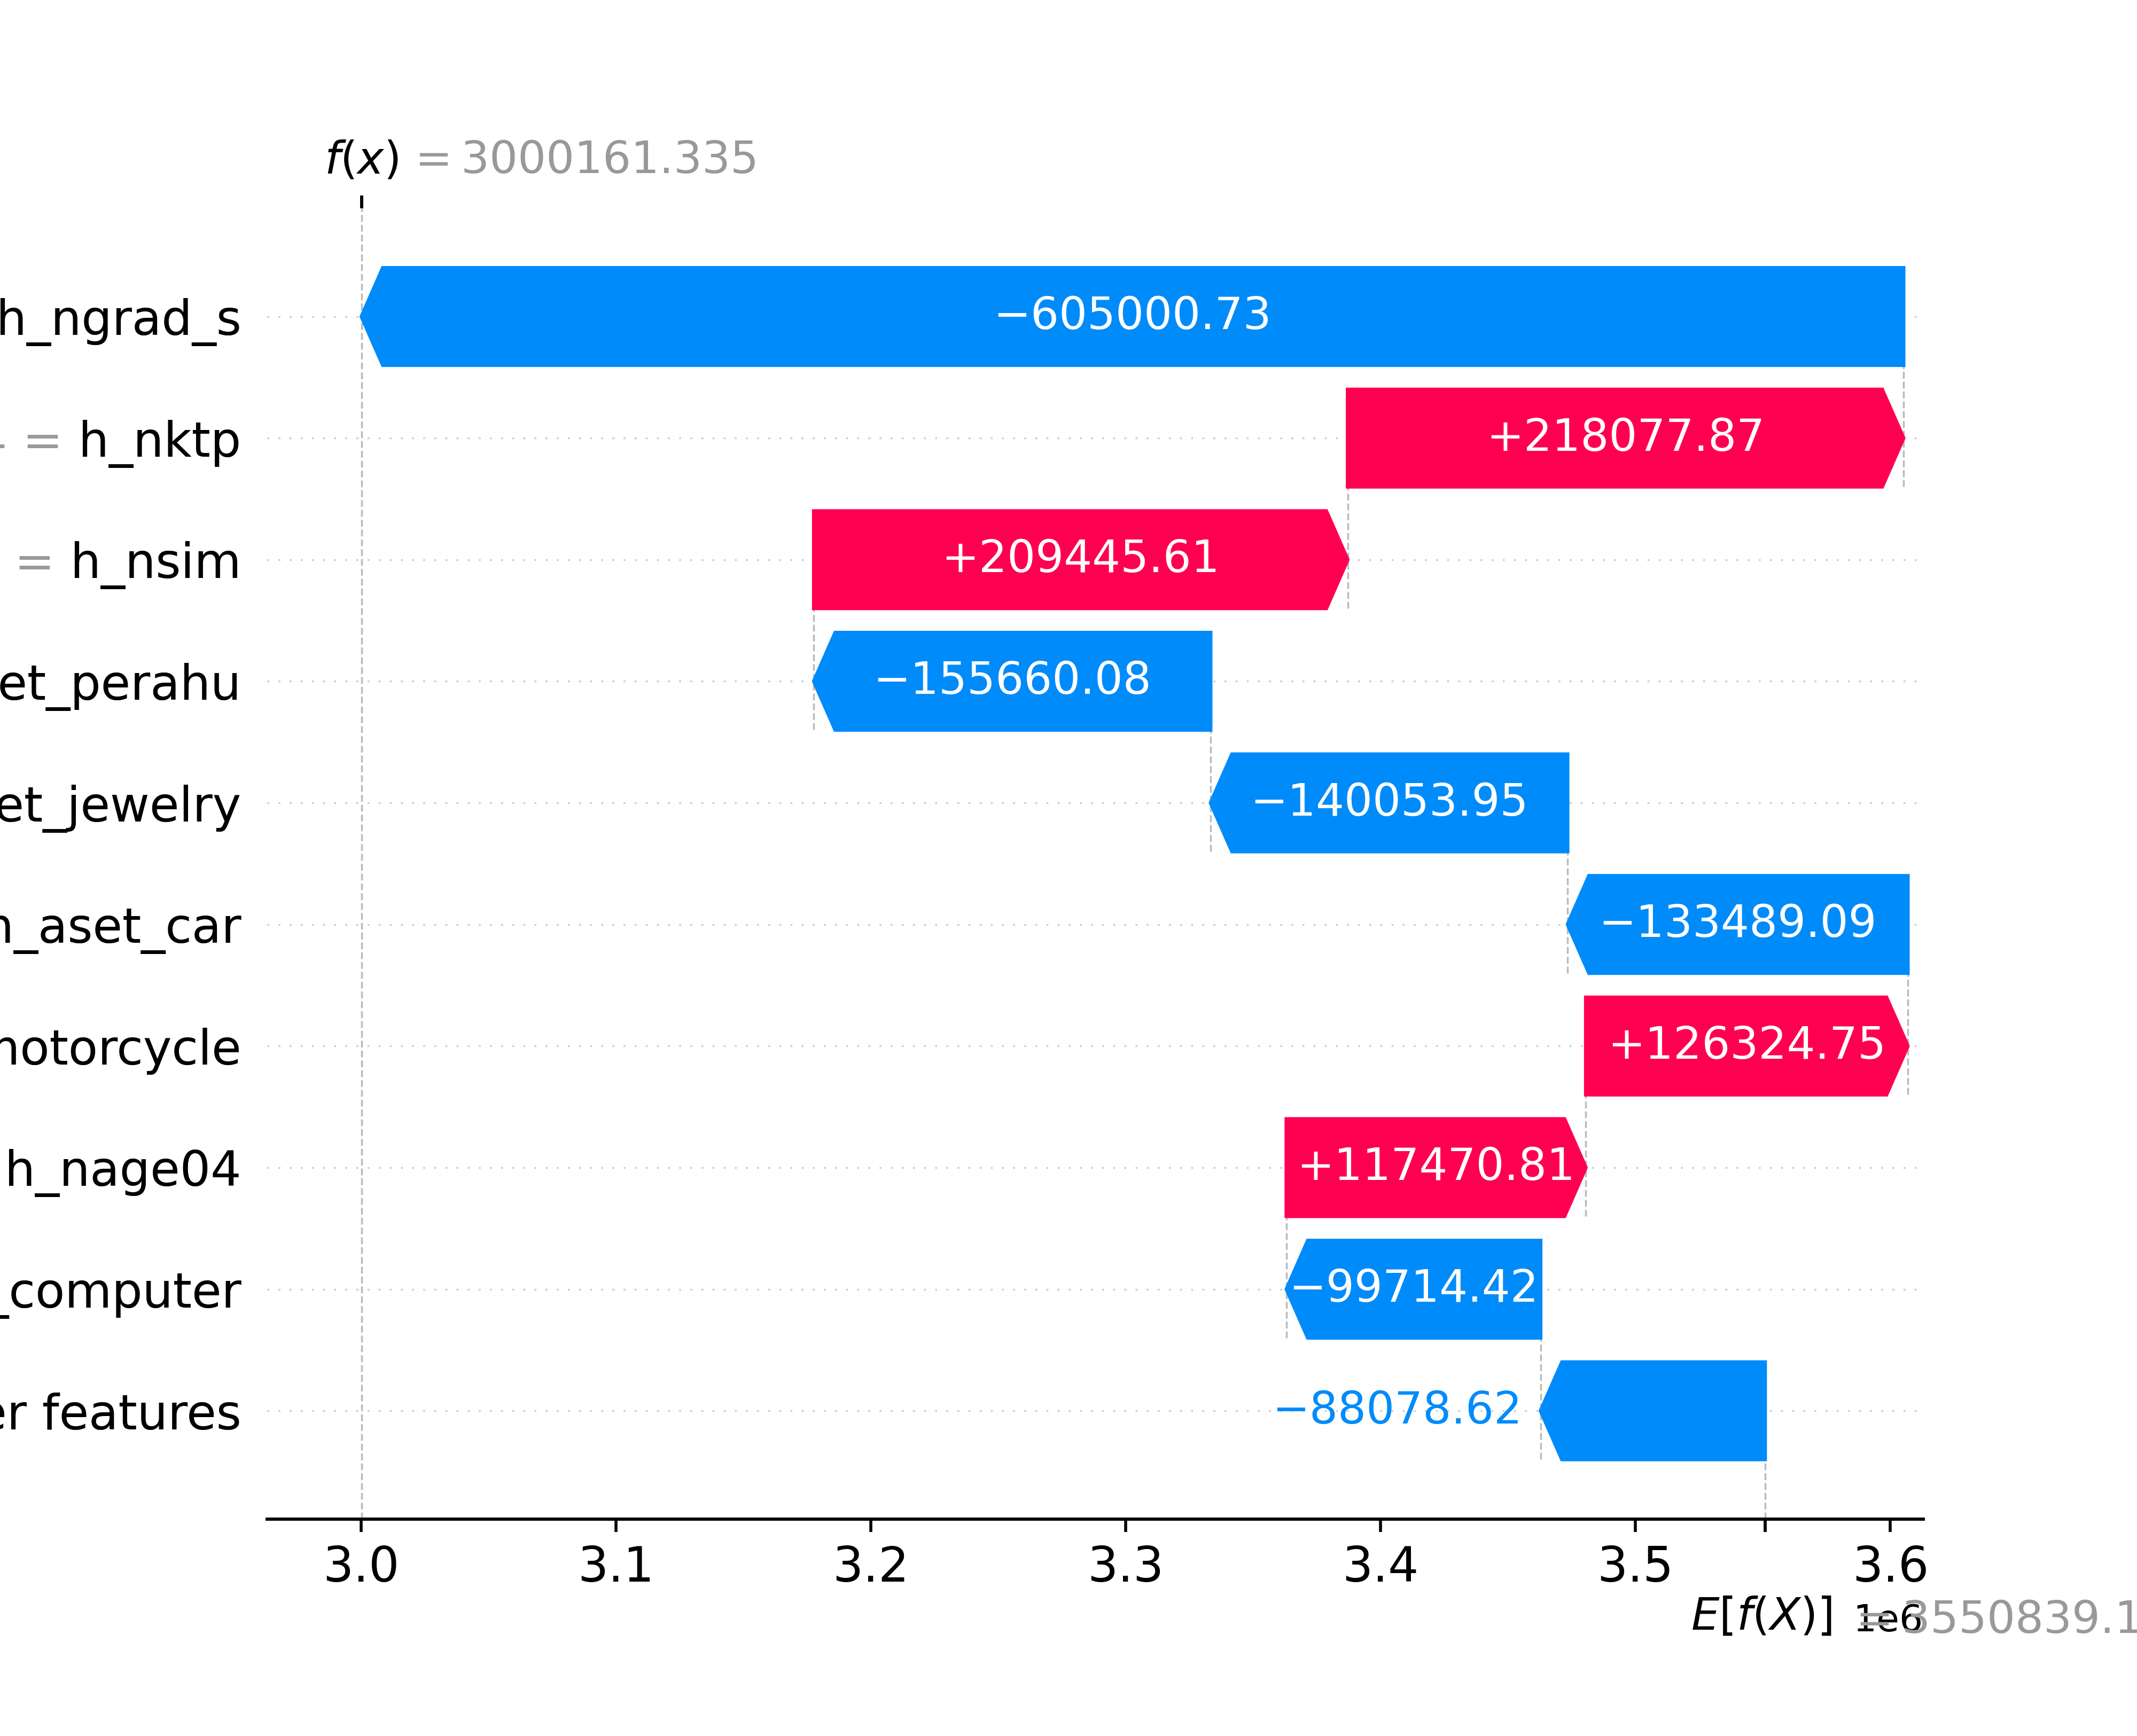 f(x) = 3000161.335
h_ngrad_s −605000.73
= h_nktp +218077.87
= h_nsim +209445.61
et_perahu −155660.08
et_jewelry −140053.95
_aset_car −133489.09
otorcycle +126324.75
h_nage04 +117470.81
_computer −99714.42
er features −88078.62
3.0 3.1 3.2 3.3 3.4 3.5 3.6
E[f(X)] = 3550839.1
1e6